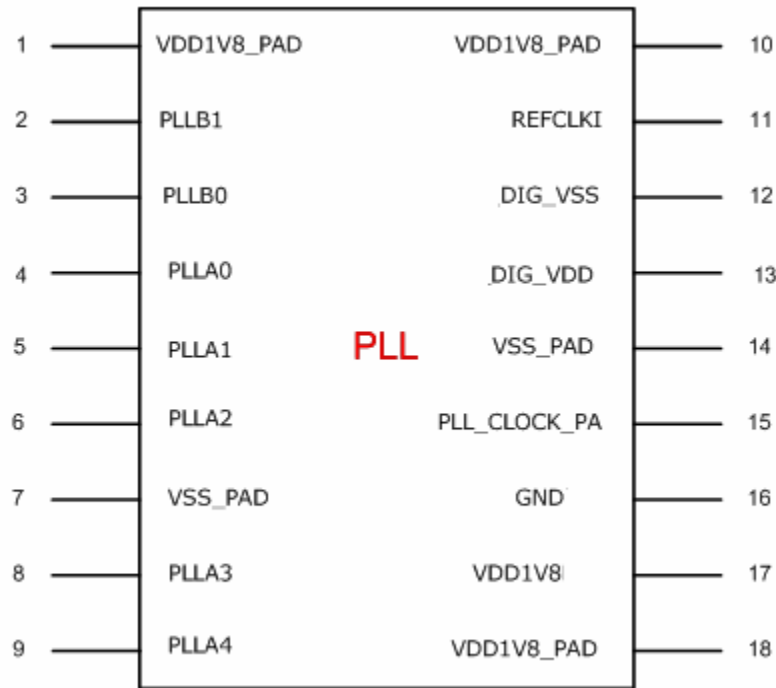 1 VDD1V8_PAD VDD1V8_PAD 10
2 PLLB1 REFCLKI 11
3 PLLB0 DIG_VSS 12
4 PLLA0 DIG_VDD 13
5 PLLA1 PLL VSS_PAD 14
6 PLLA2 PLL_CLOCK_PA 15
7 VSS_PAD GND 16
8 PLLA3 VDD1V8 17
9 PLLA4 VDD1V8_PAD 18